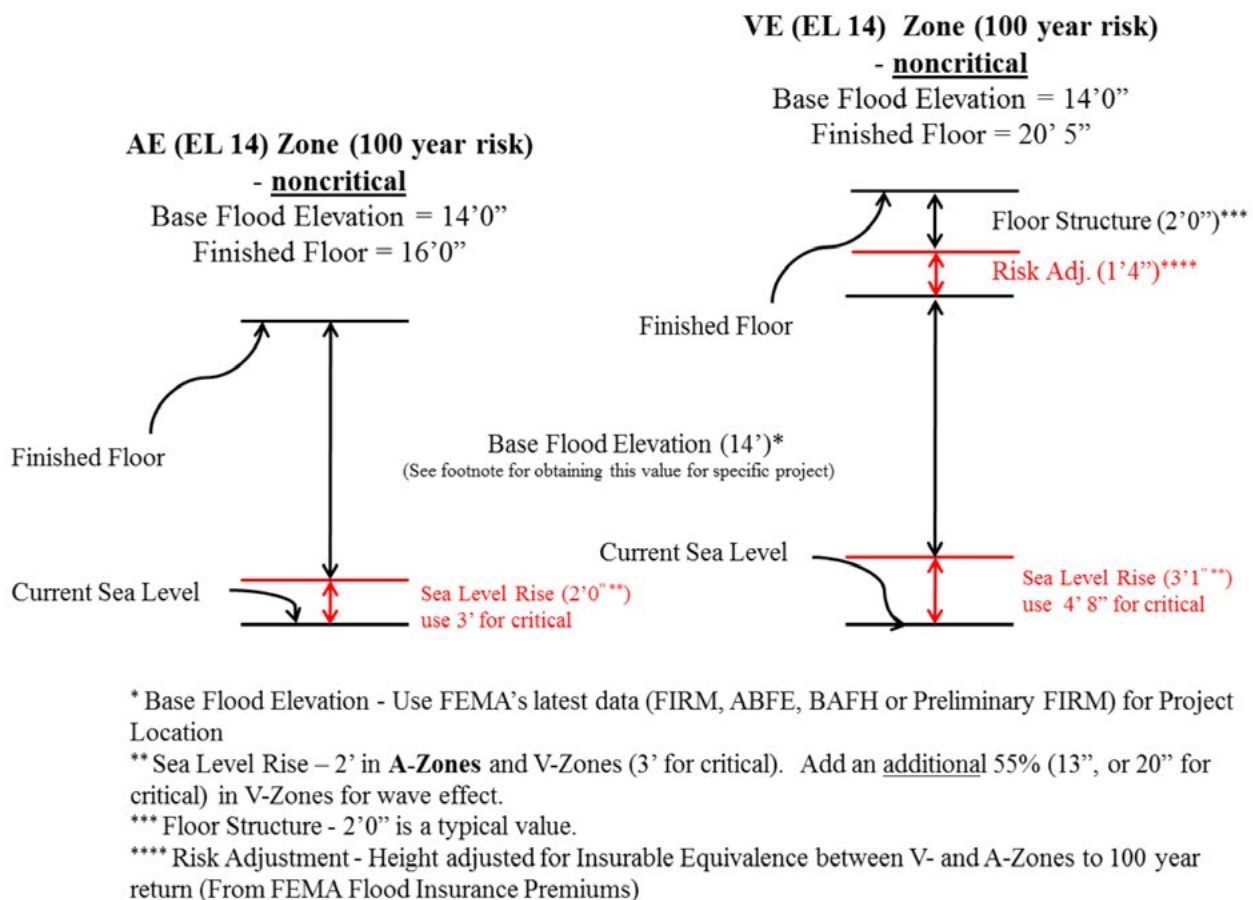 AE (EL 14) Zone (100 year risk)
- noncritical
Base Flood Elevation = 14’0”
Finished Floor = 16’0”
Finished Floor
Current Sea Level
Sea Level Rise (2’0”**)
use 3’ for critical
VE (EL 14) Zone (100 year risk)
- noncritical
Base Flood Elevation = 14’0”
Finished Floor = 20’ 5”
Floor Structure (2’0”)***
Risk Adj. (1’4”)****
Finished Floor
Base Flood Elevation (14’)*
(See footnote for obtaining this value for specific project)
Current Sea Level
Sea Level Rise (3’1”**)
use 4’ 8” for critical
* Base Flood Elevation - Use FEMA’s latest data (FIRM, ABFE, BAFH or Preliminary FIRM) for Project
Location
** Sea Level Rise – 2’ in A-Zones and V-Zones (3’ for critical). Add an additional 55% (13”, or 20” for
critical) in V-Zones for wave effect.
*** Floor Structure - 2’0” is a typical value.
**** Risk Adjustment - Height adjusted for Insurable Equivalence between V- and A-Zones to 100 year
return (From FEMA Flood Insurance Premiums)